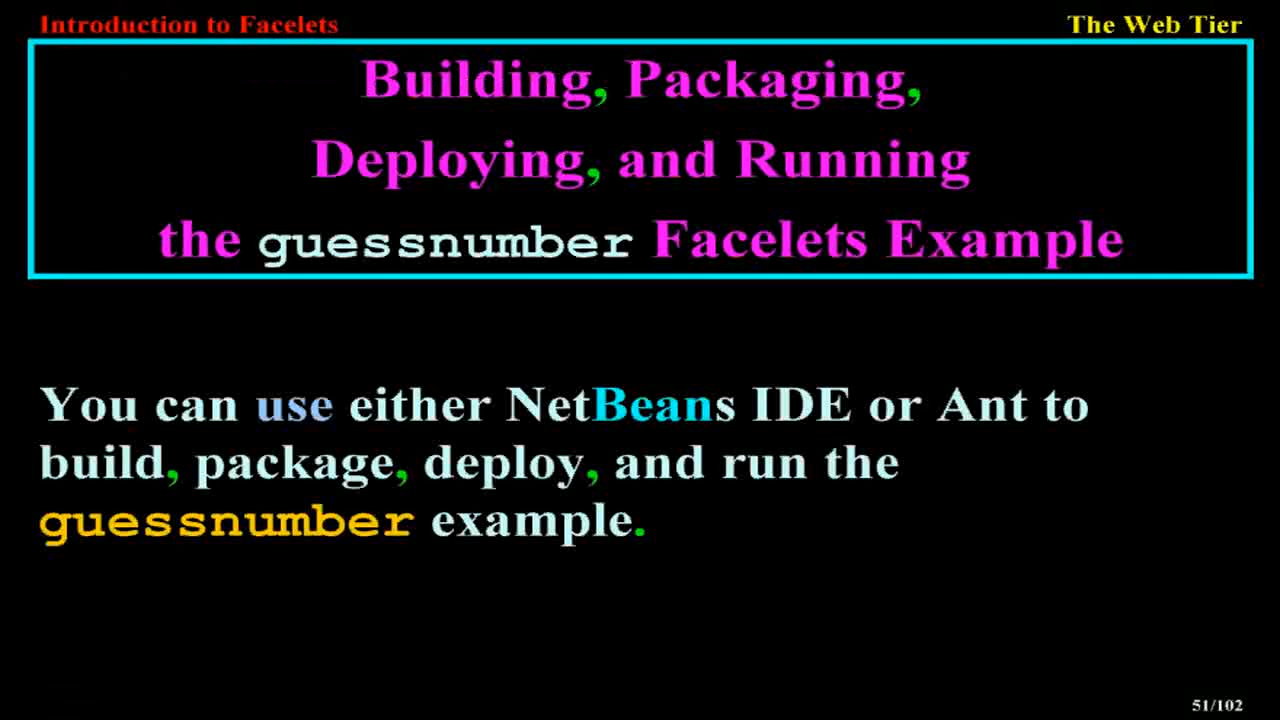 Introduction to Facelets
The Web Tier
Building, Packaging,
Deploying, and Running
the guessnumber Facelets Example
You can use either NetBeans IDE or Ant to
build, package, deploy, and run the
guessnumber example.
51/102